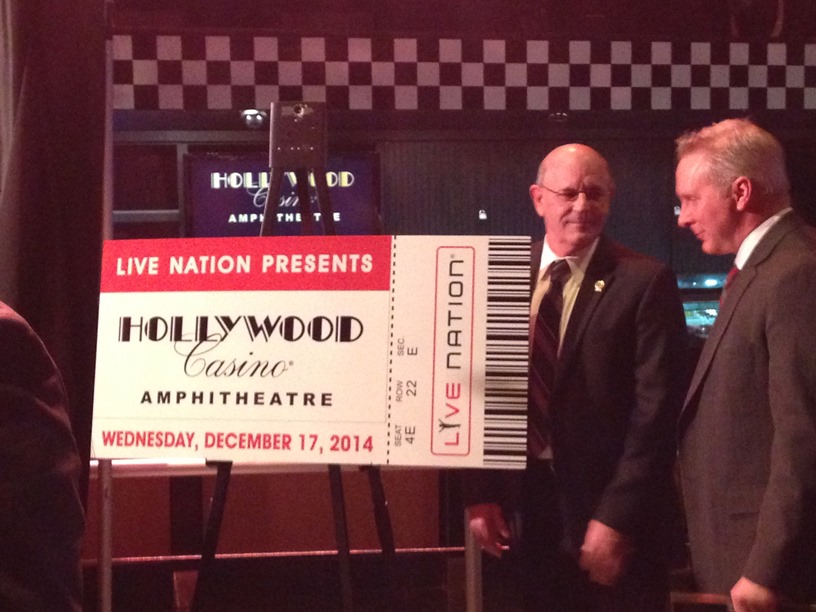 HOLLYWOOD
Casino
AMPHITHEATRE
LIVE NATION PRESENTS
HOLLYWOOD
Casino®
AMPHITHEATRE
WEDNESDAY, DECEMBER 17, 2014
SEAT ROW SEC.
4E 22 E
LIVE NATION®